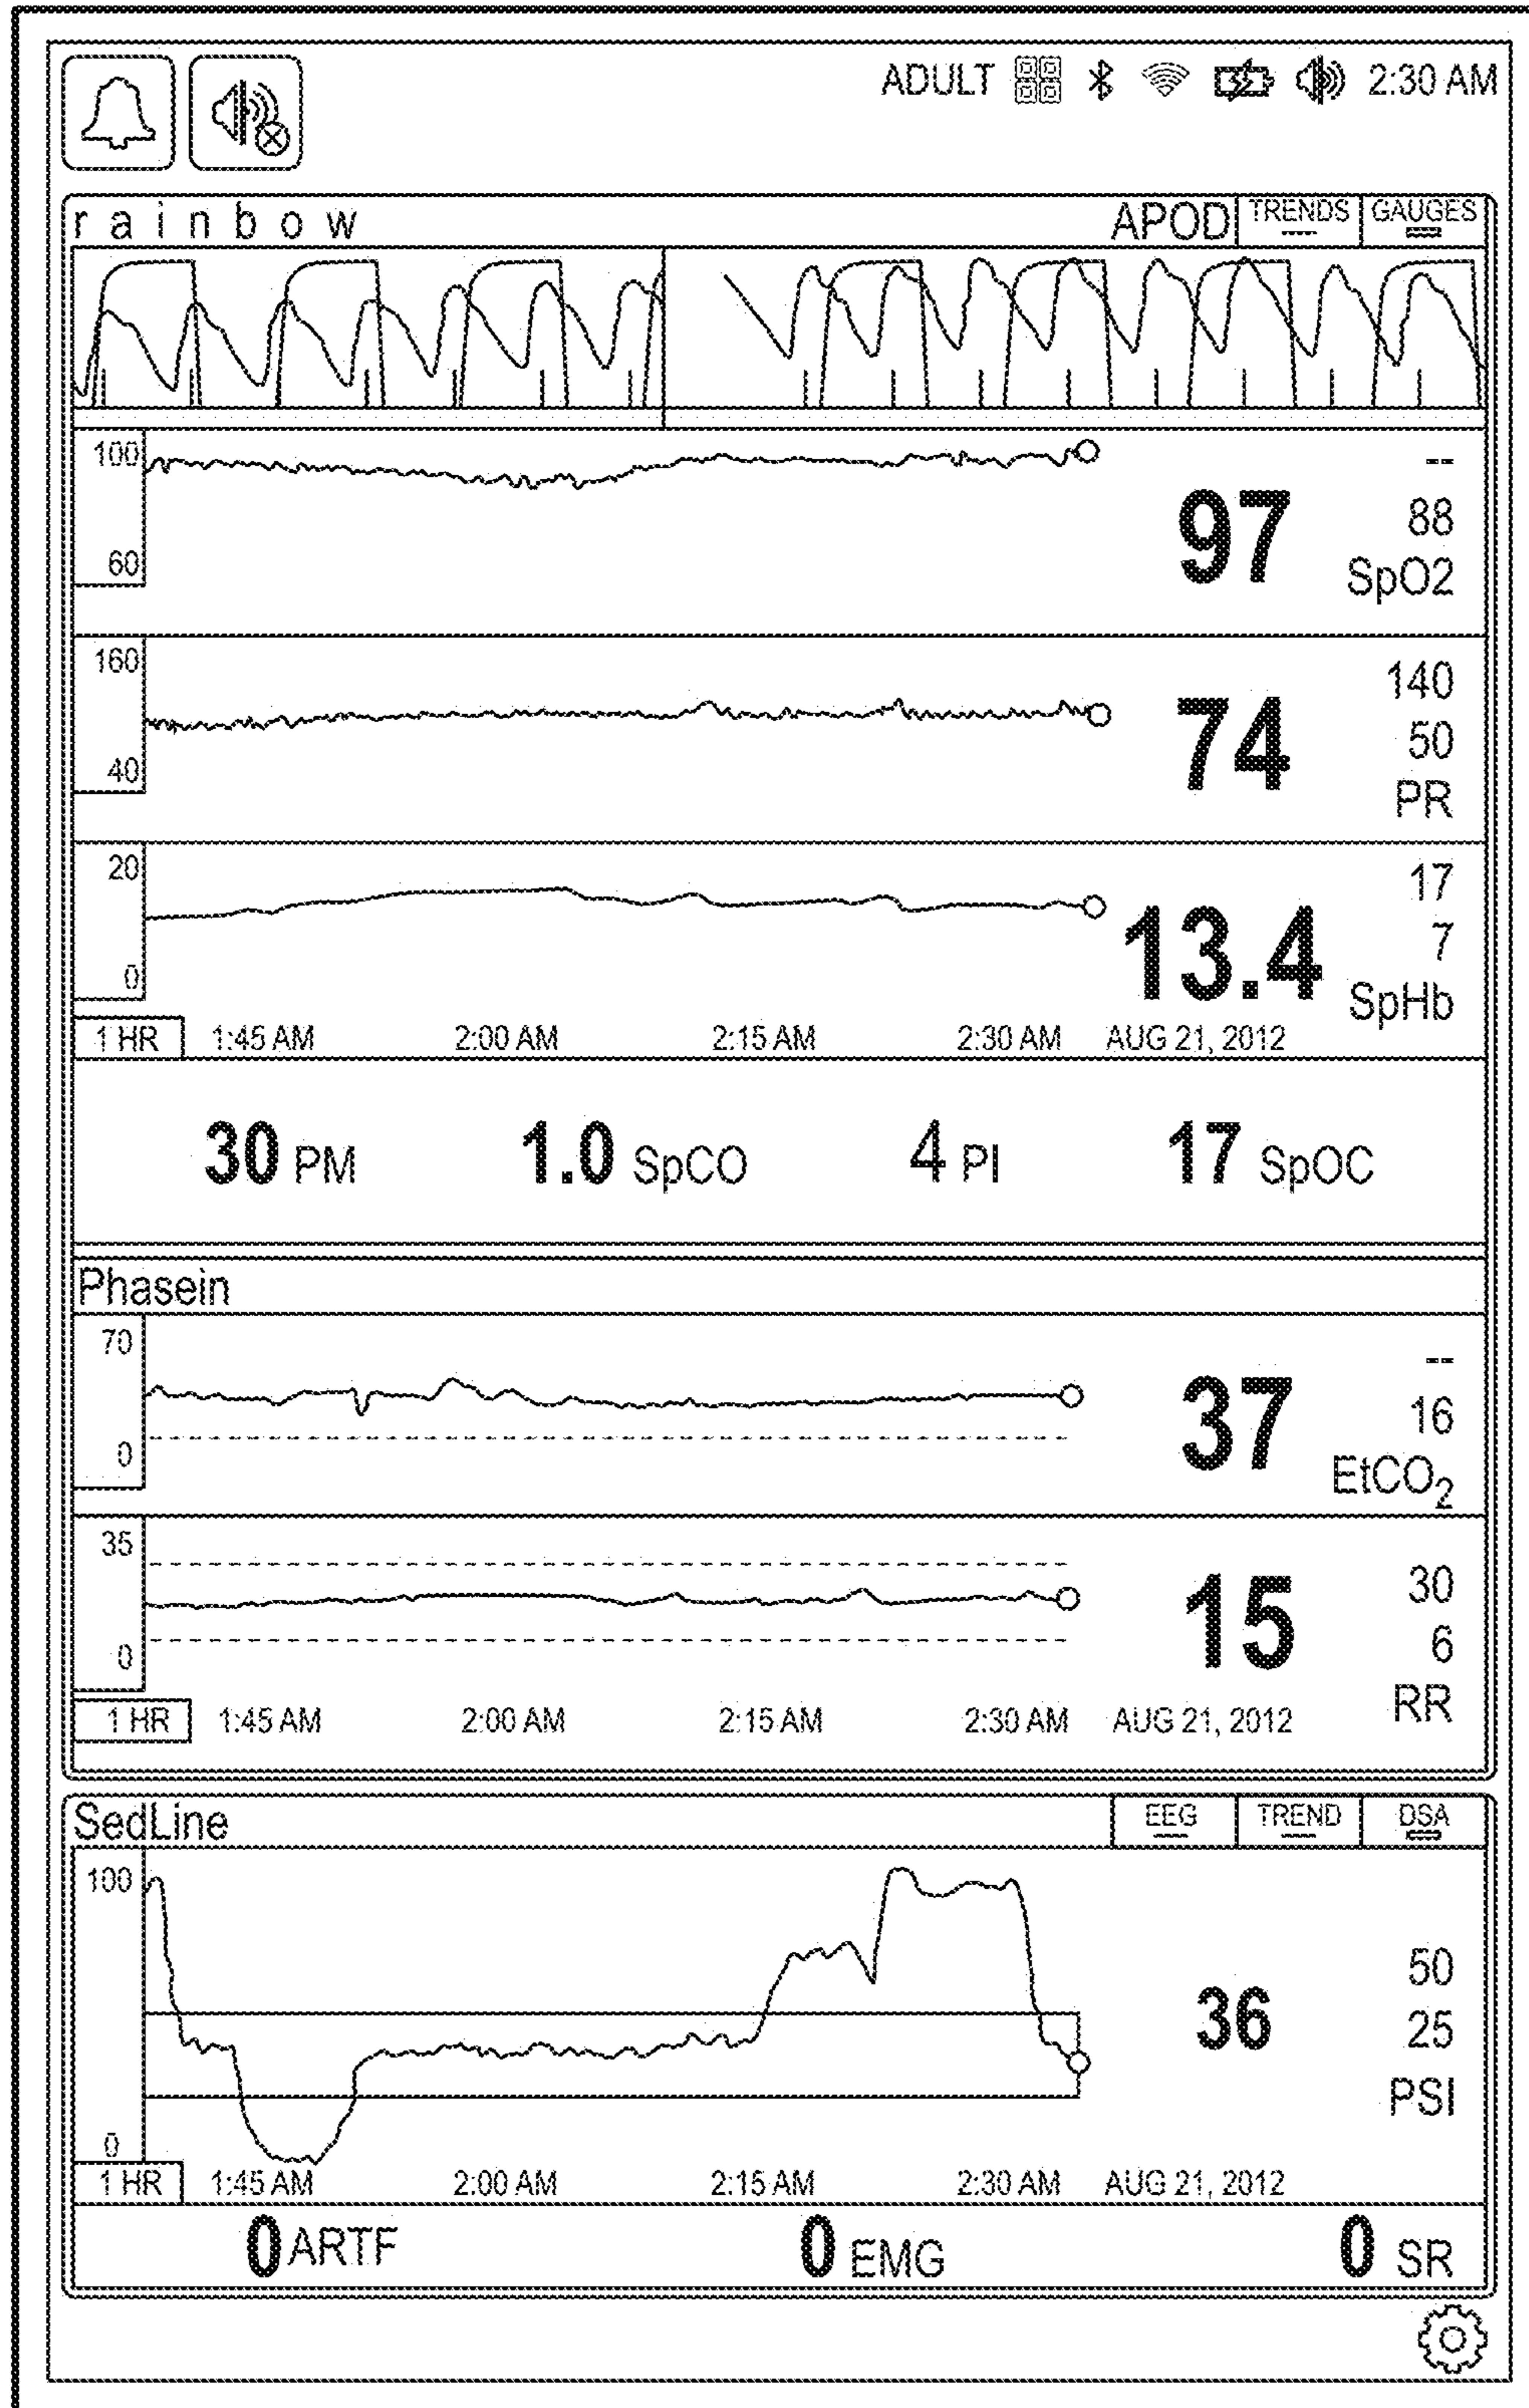 ADULT 2:30 AM
rainbow APOD TRENDS GAUGES
100
60
97
--
88
SpO2
160
40
74
140
50
PR
20
0
13.4
17
7
SpHb
1 HR 1:45 AM 2:00 AM 2:15 AM 2:30 AM AUG 21, 2012
30 PM 1.0 SpCO 4 PI 17 SpOC
Phasein
70
0
37
--
16
EtCO₂
35
0
15
30
6
RR
1 HR 1:45 AM 2:00 AM 2:15 AM 2:30 AM AUG 21, 2012
SedLine EEG TREND DSA
100
0
36
50
25
PSI
1 HR 1:45 AM 2:00 AM 2:15 AM 2:30 AM AUG 21, 2012
0 ARTF 0 EMG 0 SR